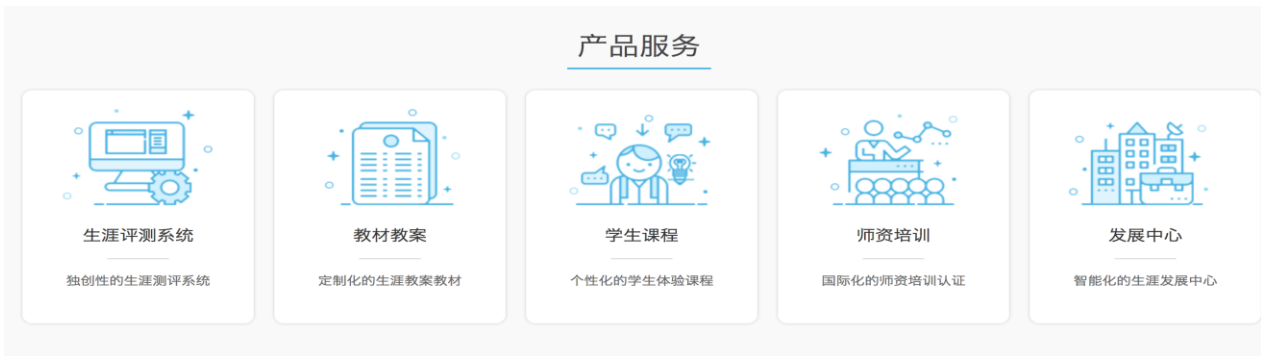 产品服务
生涯评测系统
独创性的生涯测评系统
教材教案
定制化的生涯教案教材
学生课程
个性化的学生体验课程
师资培训
国际化的师资培训认证
发展中心
智能化的生涯发展中心